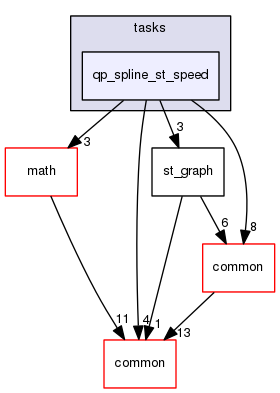 tasks
qp_spline_st_speed
3
3
math
st_graph
6
8
common
11
4
1
13
common